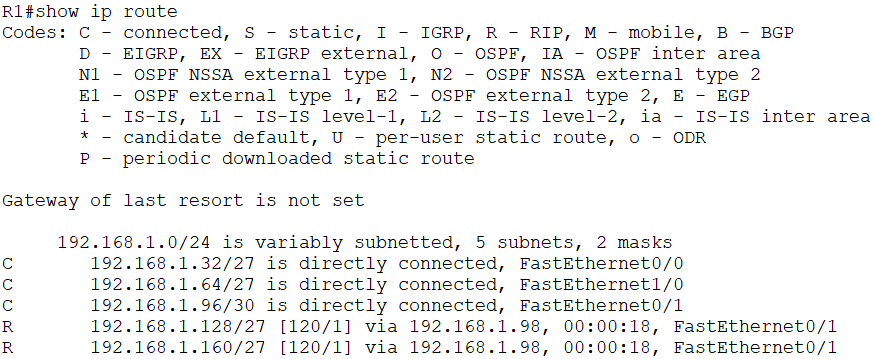 R1#show ip route
Codes: C - connected, S - static, I - IGRP, R - RIP, M - mobile, B - BGP
       D - EIGRP, EX - EIGRP external, O - OSPF, IA - OSPF inter area
       N1 - OSPF NSSA external type 1, N2 - OSPF NSSA external type 2
       E1 - OSPF external type 1, E2 - OSPF external type 2, E - EGP
       i - IS-IS, L1 - IS-IS level-1, L2 - IS-IS level-2, ia - IS-IS inter area
       * - candidate default, U - per-user static route, o - ODR
       P - periodic downloaded static route

Gateway of last resort is not set

     192.168.1.0/24 is variably subnetted, 5 subnets, 2 masks
C       192.168.1.32/27 is directly connected, FastEthernet0/0
C       192.168.1.64/27 is directly connected, FastEthernet1/0
C       192.168.1.96/30 is directly connected, FastEthernet0/1
R       192.168.1.128/27 [120/1] via 192.168.1.98, 00:00:18, FastEthernet0/1
R       192.168.1.160/27 [120/1] via 192.168.1.98, 00:00:18, FastEthernet0/1